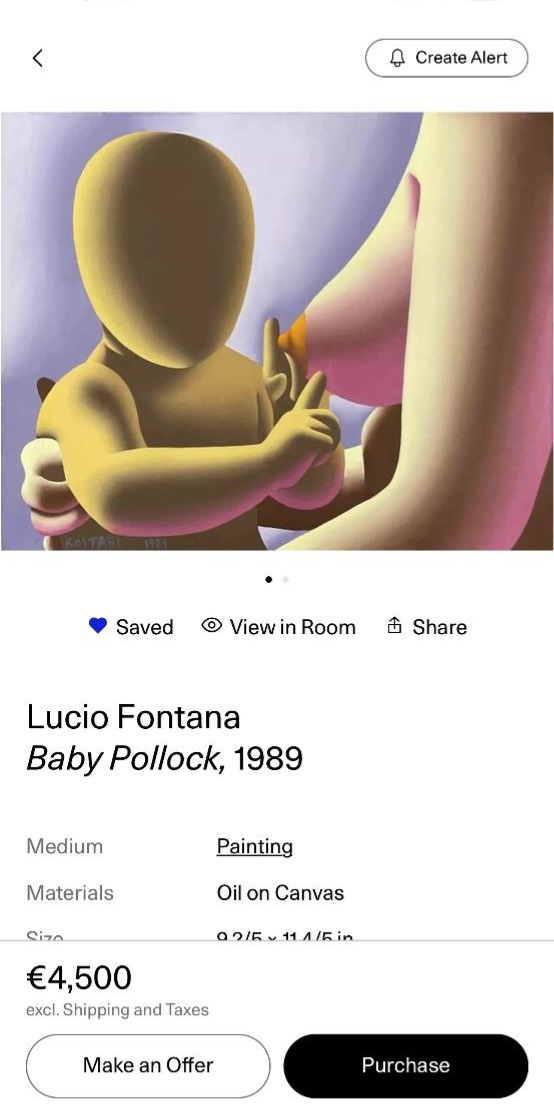 Create Alert
KOSTABI 1989
Saved
View in Room
Share
Lucio Fontana
Baby Pollock, 1989
Medium
Painting
Materials
Oil on Canvas
Size
9 2/5 × 11 4/5 in
€4,500
excl. Shipping and Taxes
Make an Offer
Purchase